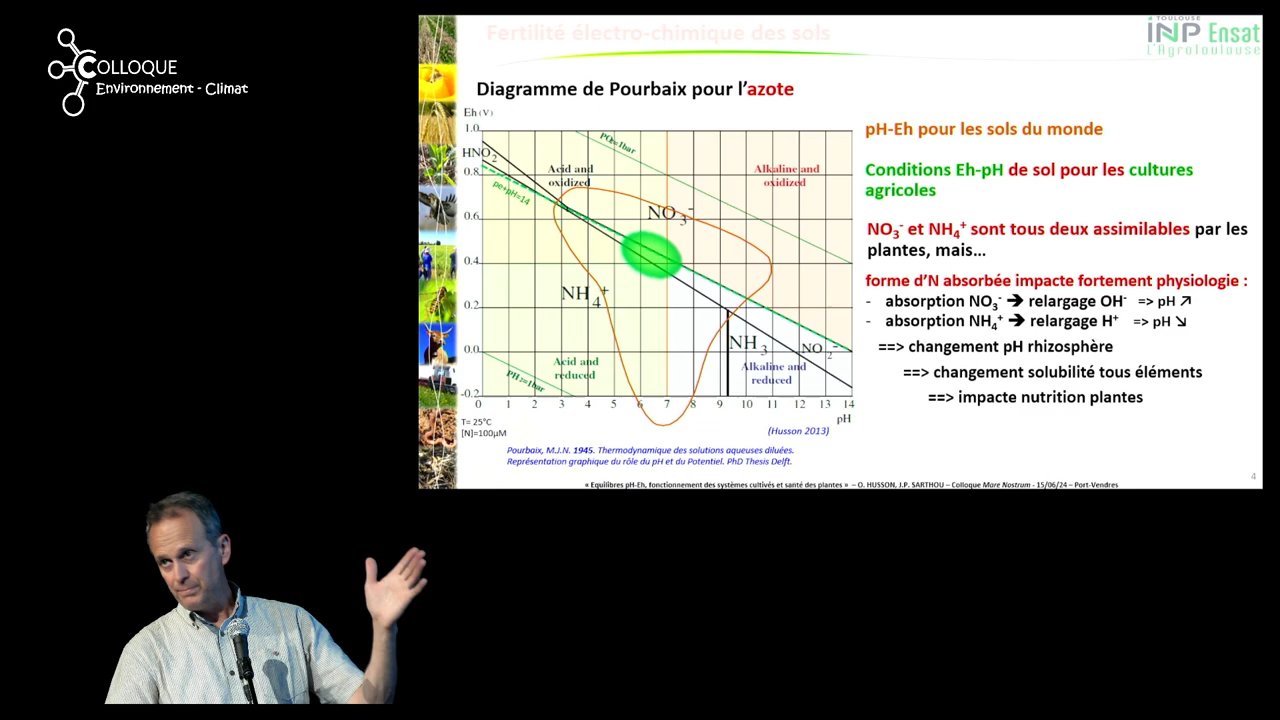 COLLOQUE
Environnement - Climat
Fertilité électro-chimique des sols
TOULOUSE
INP Ensat
L'AgroToulouse
Diagramme de Pourbaix pour l'azote
Eh (V)
1.0
0.8
0.6
0.4
0.2
0.0
-0.2
HNO2
PO2=1bar
pe+pH=14
Acid and
oxidized
Alkaline and
oxidized
NO3-
NH4+
NH3
NO2-
Acid and
reduced
Alkaline and
reduced
PH2=1bar
0 1 2 3 4 5 6 7 8 9 10 11 12 13 14
pH
T= 25°C
[N]=100µM
(Husson 2013)
Pourbaix, M.J.N. 1945. Thermodynamique des solutions aqueuses diluées.
Représentation graphique du rôle du pH et du Potentiel. PhD Thesis Delft.
pH-Eh pour les sols du monde
Conditions Eh-pH de sol pour les cultures
agricoles
NO3- et NH4+ sont tous deux assimilables par les
plantes, mais…
forme d'N absorbée impacte fortement physiologie :
- absorption NO3- ➔ relargage OH- => pH ↗
- absorption NH4+ ➔ relargage H+ => pH ↘
==> changement pH rhizosphère
==> changement solubilité tous éléments
==> impacte nutrition plantes
« Equilibres pH-Eh, fonctionnement des systèmes cultivés et santé des plantes » – O. HUSSON, J.P. SARTHOU – Colloque Mare Nostrum - 15/06/24 – Port-Vendres
4